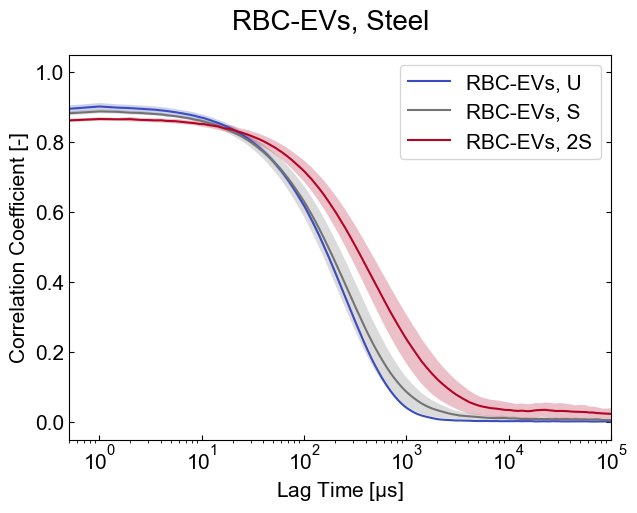 RBC-EVs, Steel
Correlation Coefficient [-]
1.0
0.8
0.6
0.4
0.2
0.0
RBC-EVs, U
RBC-EVs, S
RBC-EVs, 2S
10⁰ 10¹ 10² 10³ 10⁴ 10⁵
Lag Time [µs]